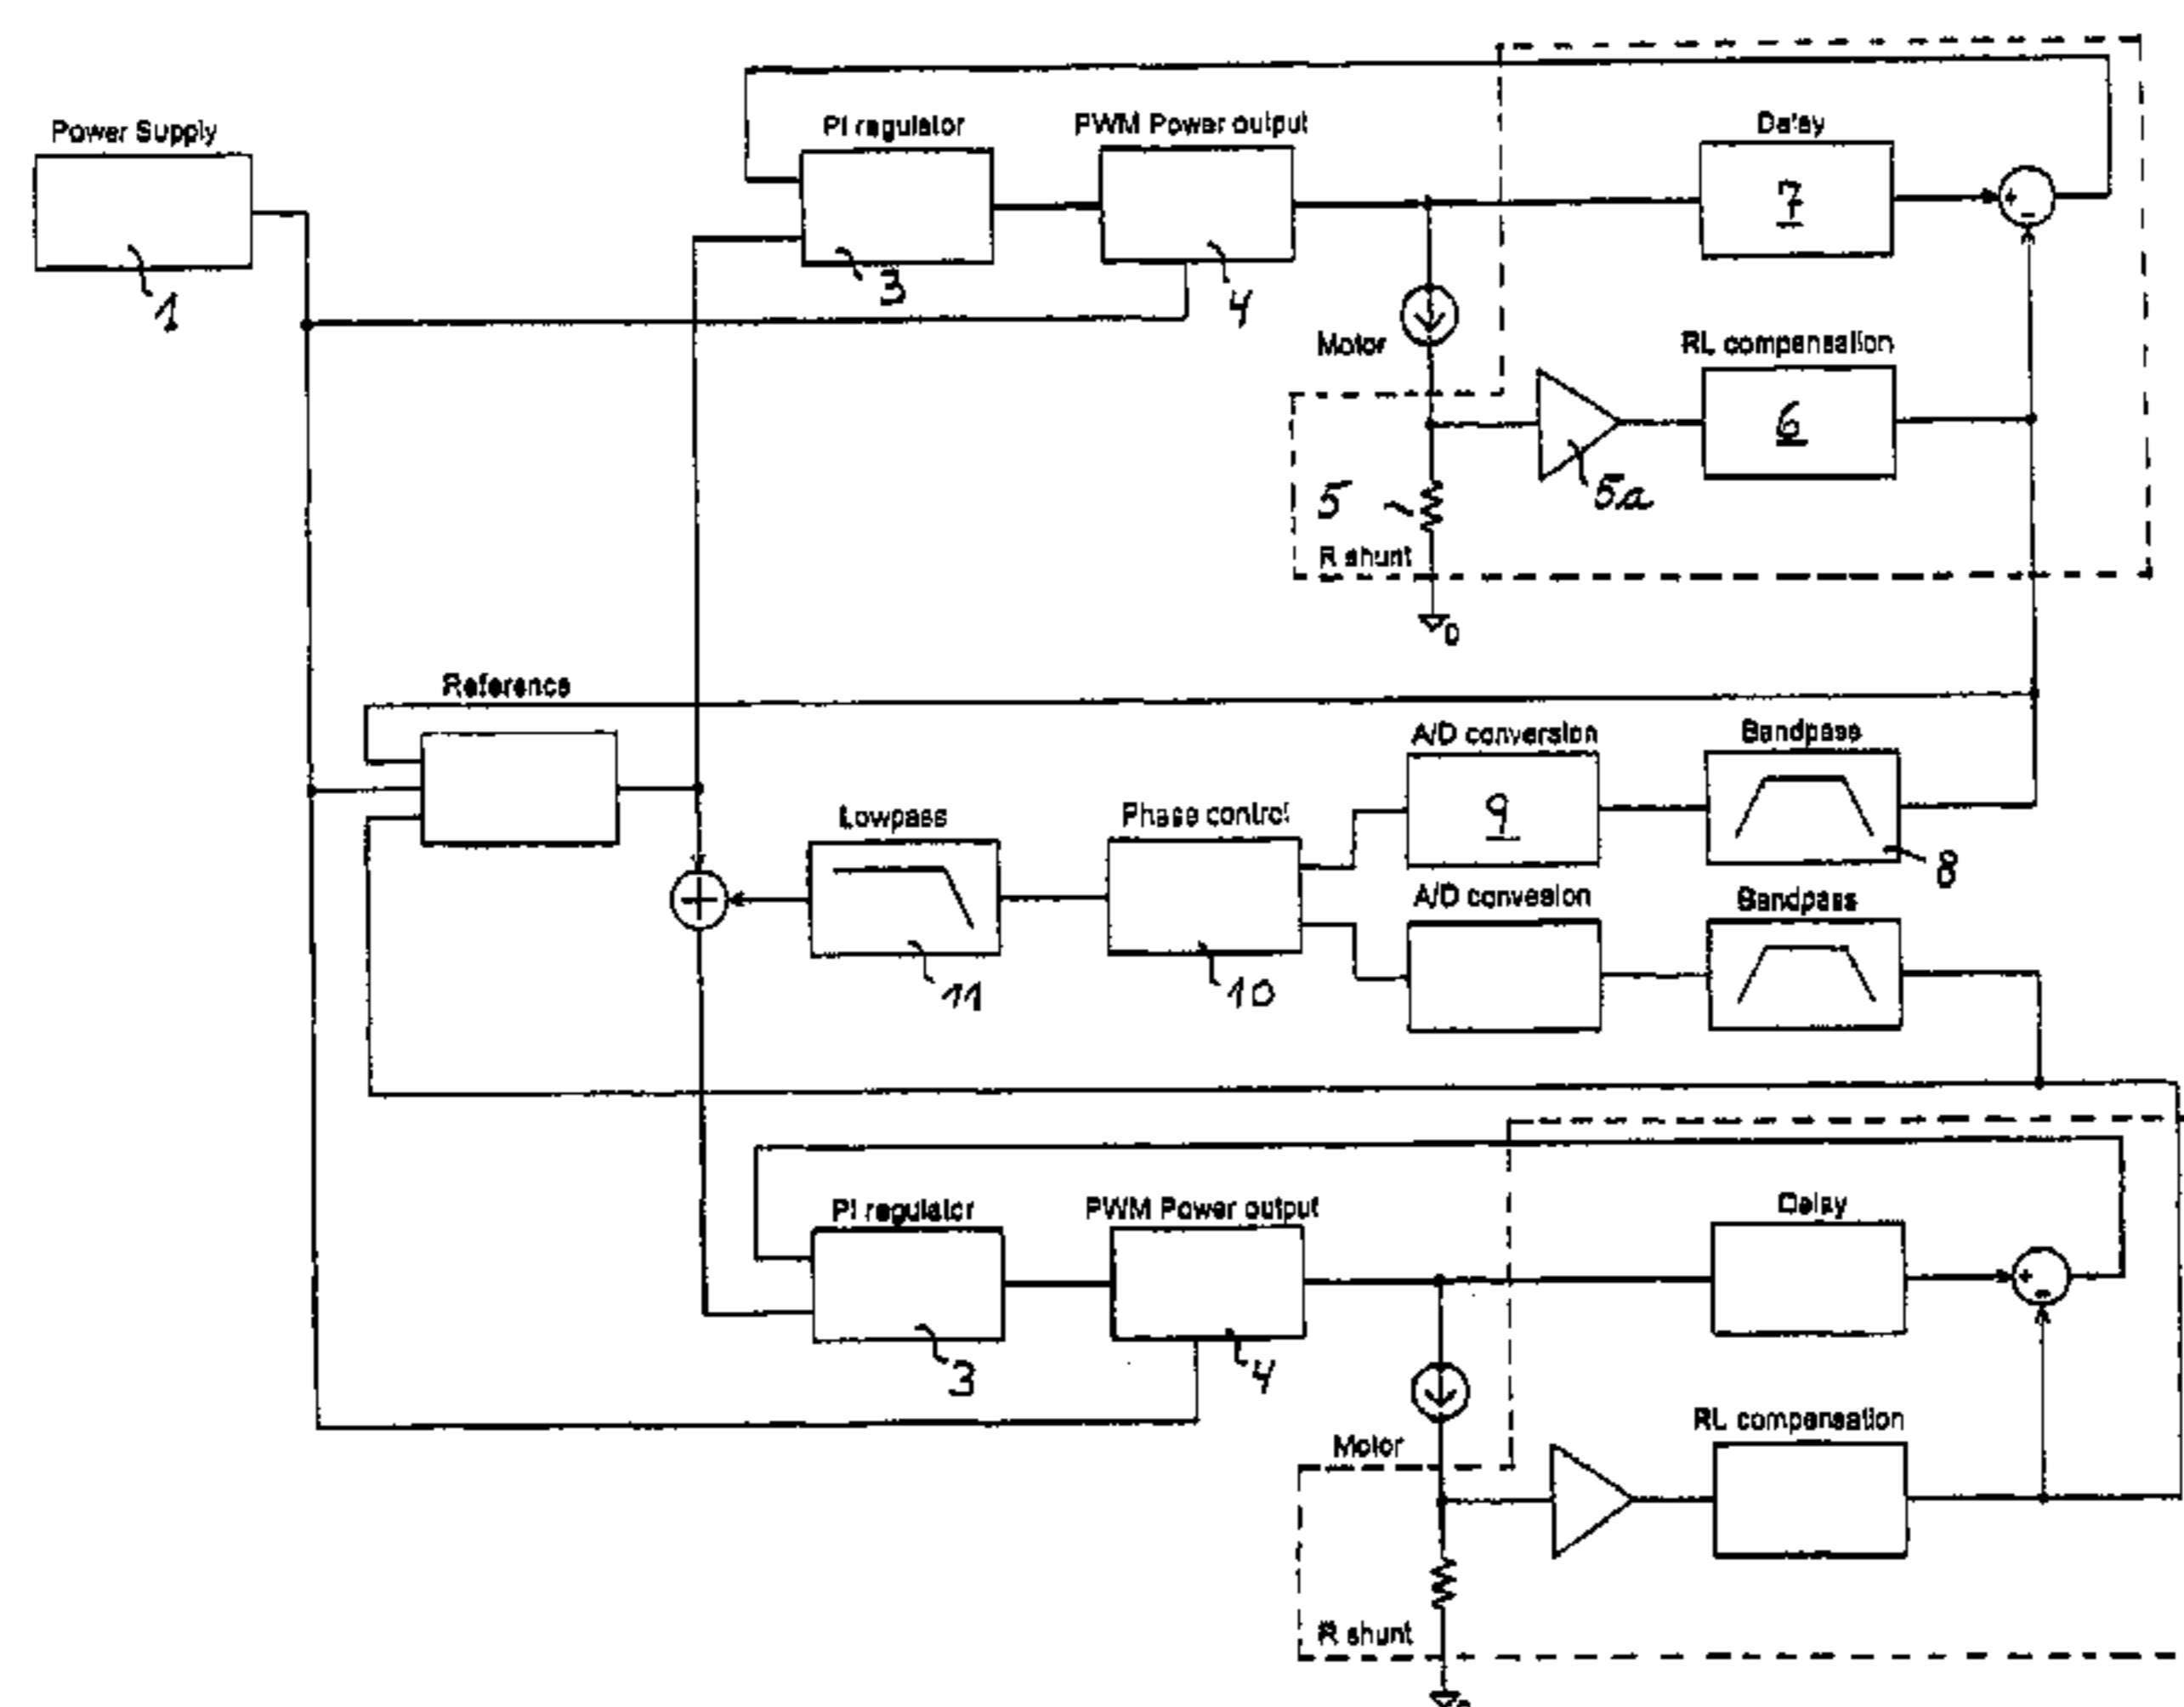 Power Supply
1
PI regulator
3
PWM Power output
4
Delay
7
+
-
Motor
RL compensation
6
5
5a
R shunt
0
Reference
A/D conversion
9
Bandpass
8
Lowpass
11
Phase control
10
A/D convesion
Bandpass
+
PI regulator
3
PWM Power output
4
Delay
+
-
Motor
RL compensation
R shunt